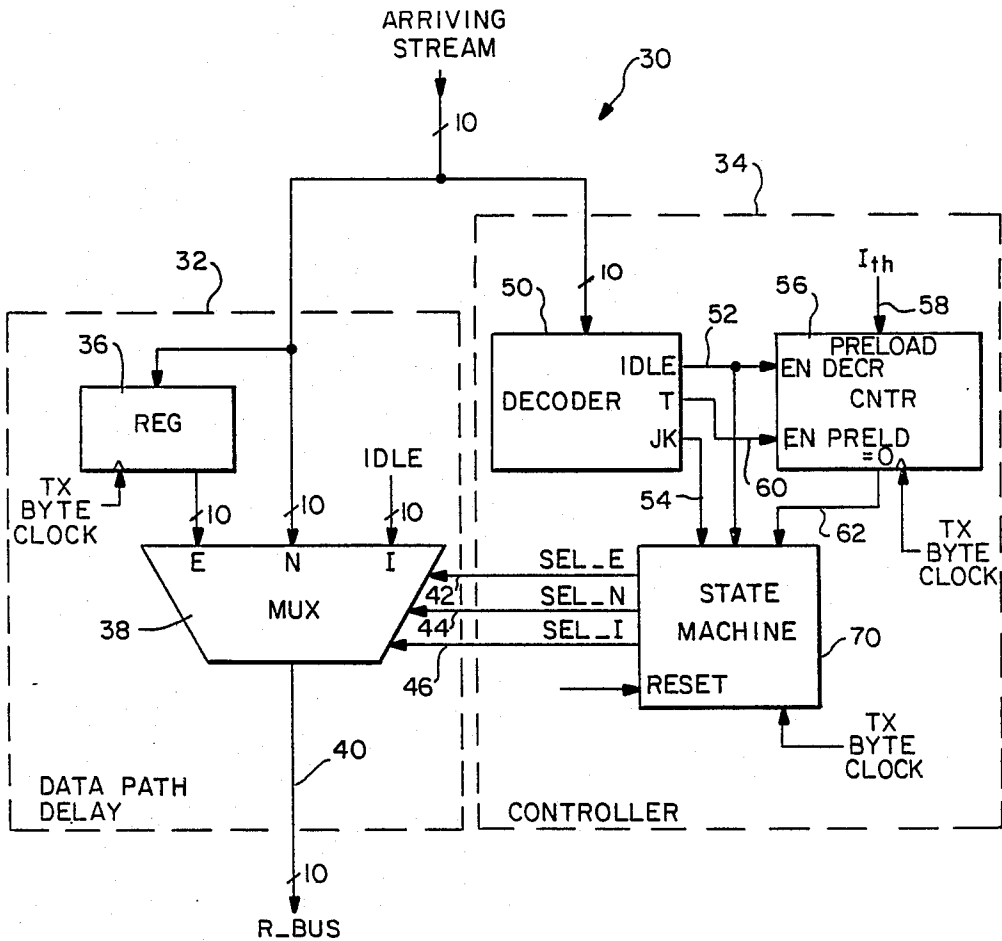 ARRIVING
STREAM
30
10
34
32
10
50
56
I_th
58
52
36
PRELOAD
IDLE
EN DECR
DECODER
CNTR
REG
T
JK
EN PRELD
=0
IDLE
TX
BYTE
CLOCK
10
10
10
54
60
62
TX
BYTE
CLOCK
E
N
I
SEL_E
42
STATE
MUX
SEL_N
38
44
MACHINE
SEL_I
70
46
RESET
TX
BYTE
CLOCK
40
DATA PATH
DELAY
CONTROLLER
10
R_BUS